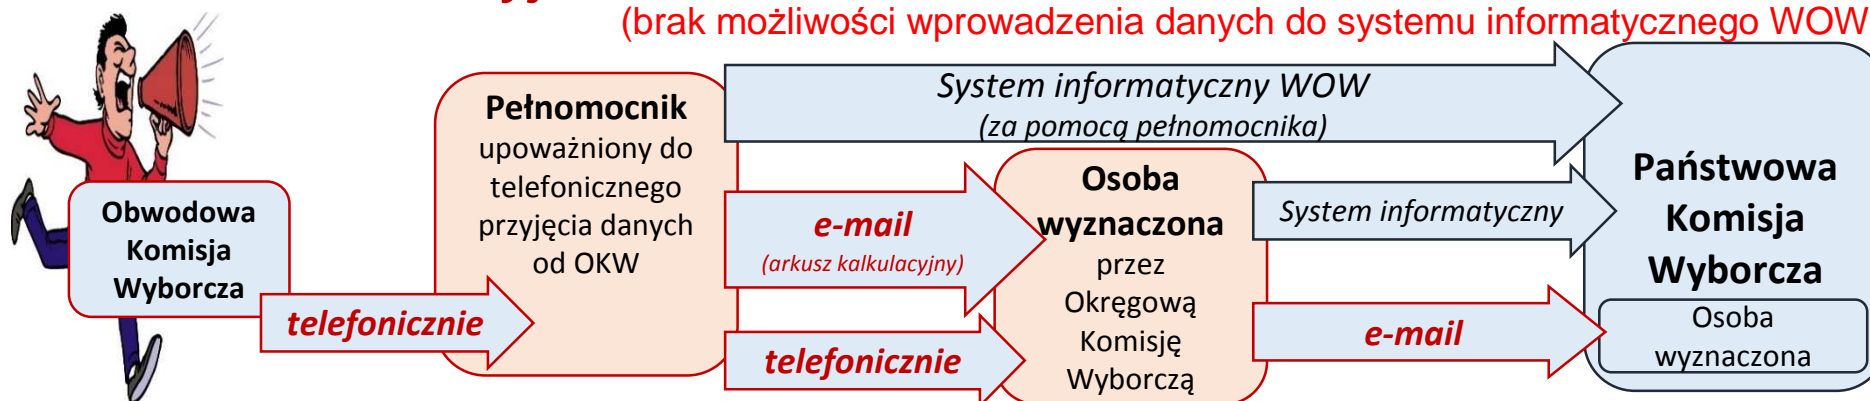 (brak możliwości wprowadzenia danych do systemu informatycznego WOW
System informatyczny WOW
(za pomocą pełnomocnika)
Pełnomocnik
upoważniony do
telefonicznego
przyjęcia danych
od OKW
Obwodowa
Komisja
Wyborcza
telefonicznie
e-mail
(arkusz kalkulacyjny)
telefonicznie
Osoba
wyznaczona
przez
Okręgową
Komisję
Wyborczą
System informatyczny
e-mail
Państwowa
Komisja
Wyborcza
Osoba
wyznaczona